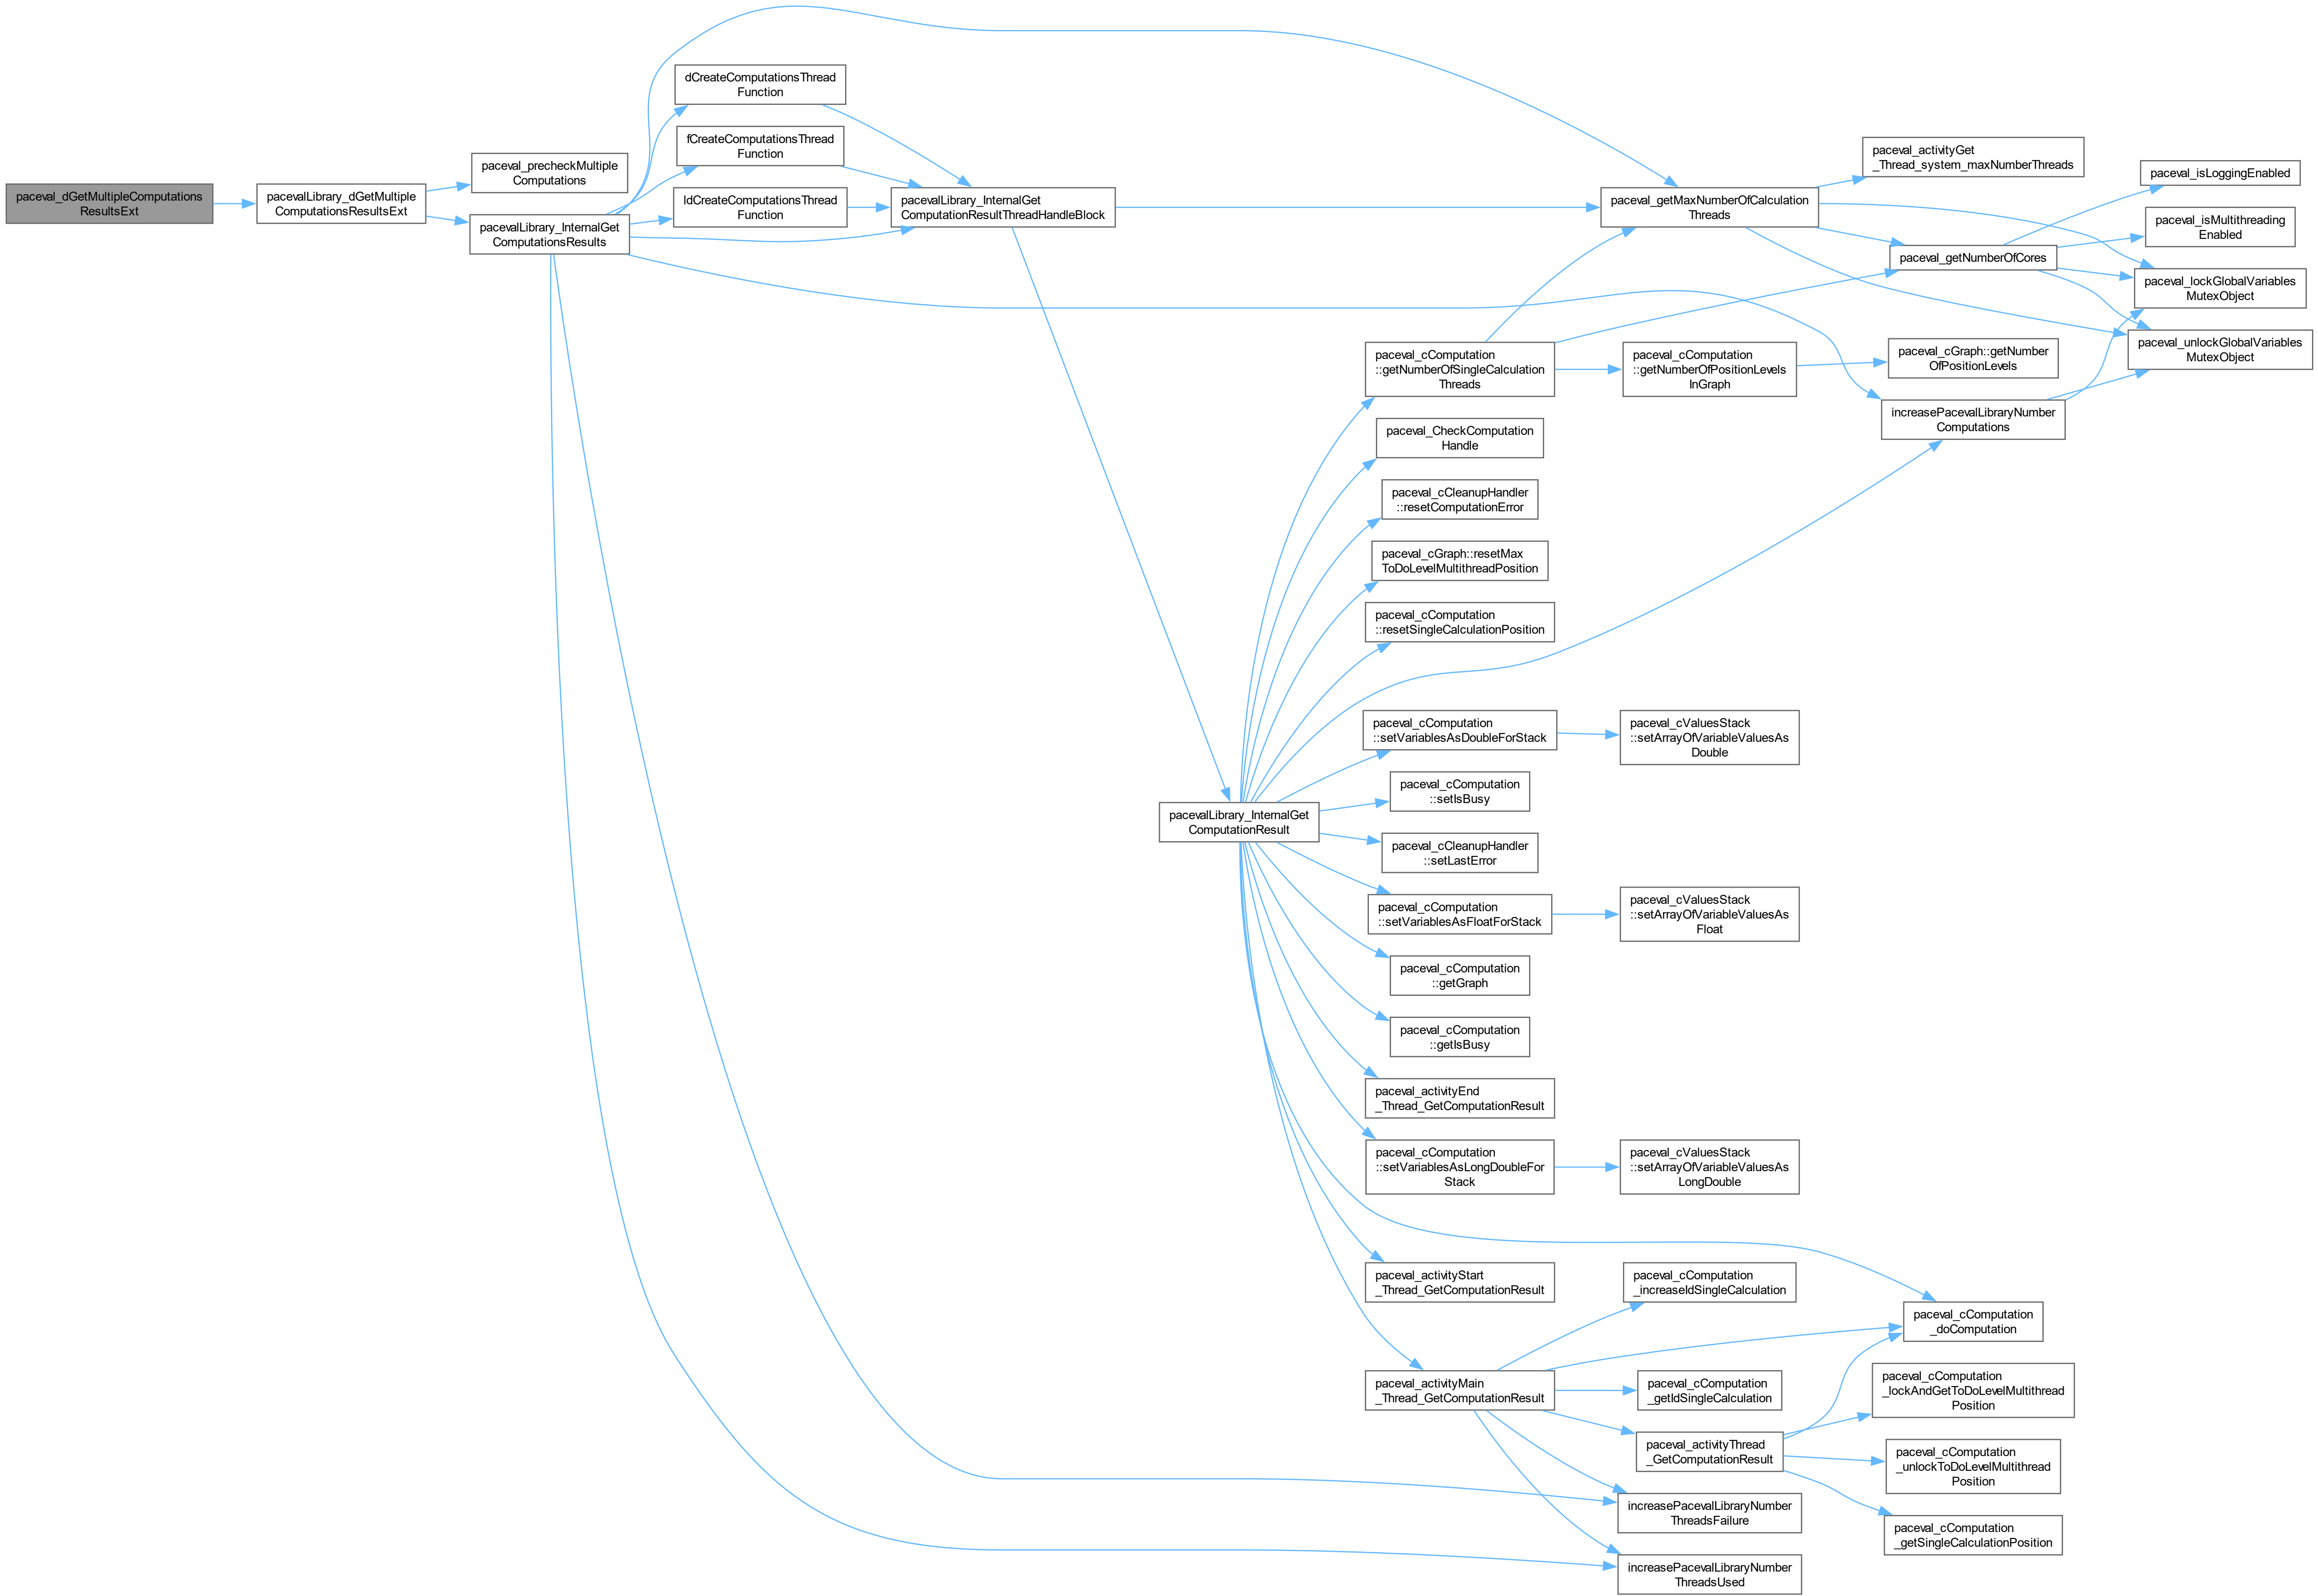 paceval_dGetMultipleComputations
ResultsExt
pacevalLibrary_dGetMultiple
ComputationsResultsExt
paceval_precheckMultiple
Computations
pacevalLibrary_InternalGet
ComputationsResults
dCreateComputationsThread
Function
fCreateComputationsThread
Function
ldCreateComputationsThread
Function
pacevalLibrary_InternalGet
ComputationResultThreadHandleBlock
pacevalLibrary_InternalGet
ComputationResult
paceval_cComputation
::getNumberOfSingleCalculation
Threads
paceval_CheckComputation
Handle
paceval_cCleanupHandler
::resetComputationError
paceval_cGraph::resetMax
ToDoLevelMultithreadPosition
paceval_cComputation
::resetSingleCalculationPosition
paceval_cComputation
::setVariablesAsDoubleForStack
paceval_cComputation
::setIsBusy
paceval_cCleanupHandler
::setLastError
paceval_cComputation
::setVariablesAsFloatForStack
paceval_cComputation
::getGraph
paceval_cComputation
::getIsBusy
paceval_activityEnd
_Thread_GetComputationResult
paceval_cComputation
::setVariablesAsLongDoubleFor
Stack
paceval_activityStart
_Thread_GetComputationResult
paceval_activityMain
_Thread_GetComputationResult
paceval_getMaxNumberOfCalculation
Threads
paceval_cComputation
::getNumberOfPositionLevels
InGraph
paceval_cValuesStack
::setArrayOfVariableValuesAs
Double
paceval_cValuesStack
::setArrayOfVariableValuesAs
Float
paceval_cValuesStack
::setArrayOfVariableValuesAs
LongDouble
paceval_cComputation
_increaseIdSingleCalculation
paceval_cComputation
_getIdSingleCalculation
paceval_activityThread
_GetComputationResult
increasePacevalLibraryNumber
ThreadsFailure
increasePacevalLibraryNumber
ThreadsUsed
paceval_activityGet
_Thread_system_maxNumberThreads
paceval_getNumberOfCores
paceval_cGraph::getNumber
OfPositionLevels
increasePacevalLibraryNumber
Computations
paceval_cComputation
_doComputation
paceval_cComputation
_lockAndGetToDoLevelMultithread
Position
paceval_cComputation
_unlockToDoLevelMultithread
Position
paceval_cComputation
_getSingleCalculationPosition
paceval_isLoggingEnabled
paceval_isMultithreading
Enabled
paceval_lockGlobalVariables
MutexObject
paceval_unlockGlobalVariables
MutexObject